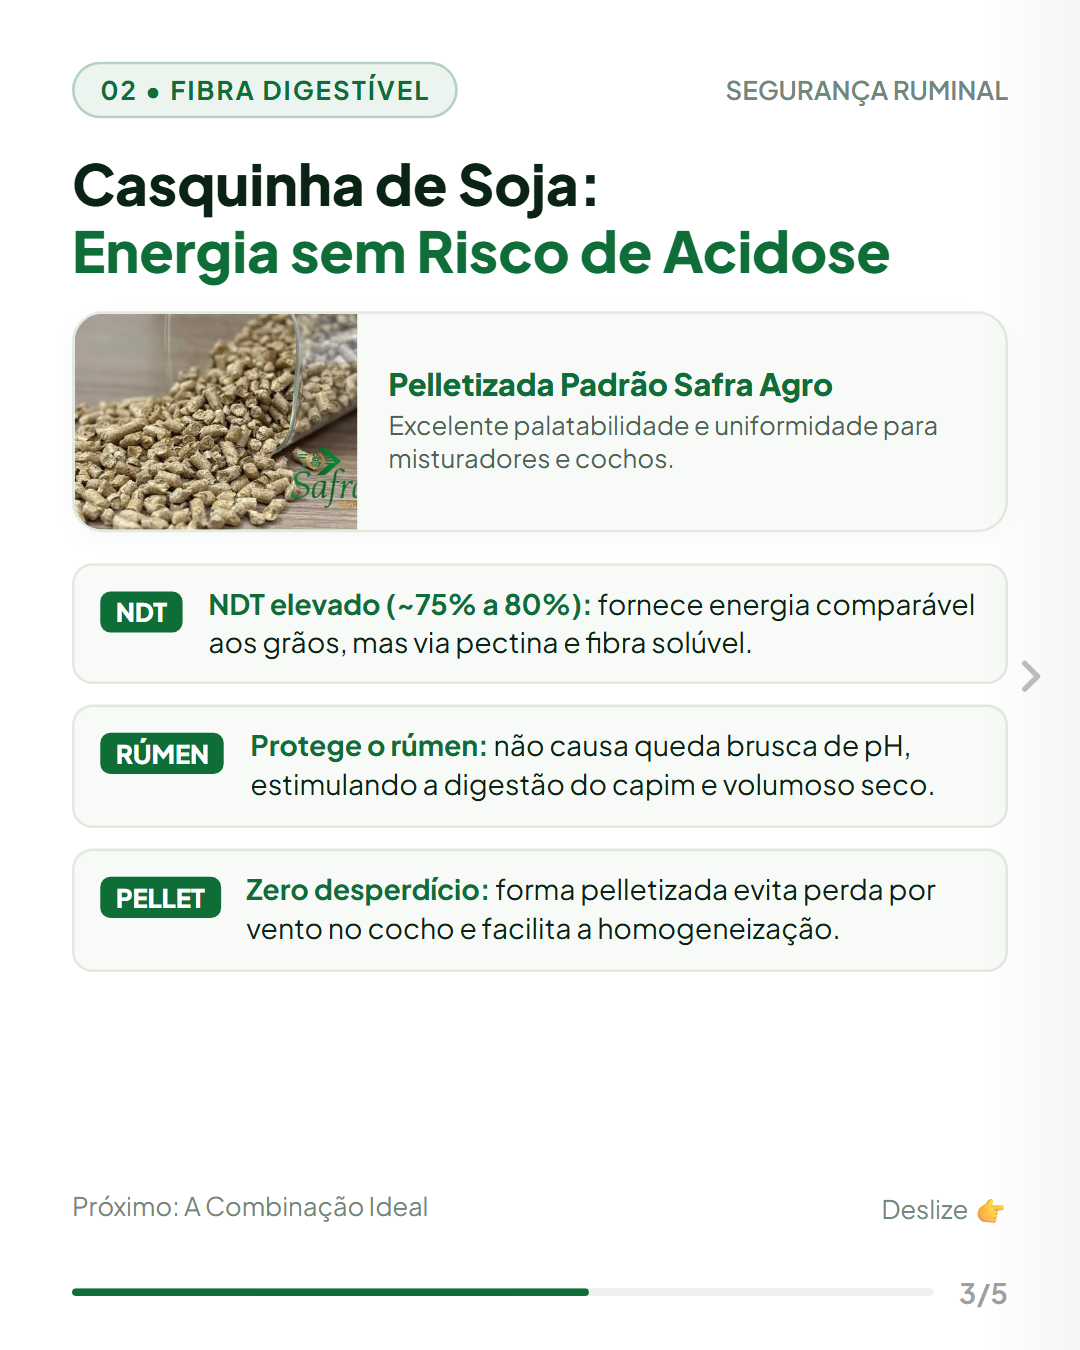 02 • FIBRA DIGESTÍVEL
SEGURANÇA RUMINAL
Casquinha de Soja:
Energia sem Risco de Acidose
Safra
Pelletizada Padrão Safra Agro
Excelente palatabilidade e uniformidade para
misturadores e cochos.
NDT
NDT elevado (~75% a 80%): fornece energia comparável
aos grãos, mas via pectina e fibra solúvel.
RÚMEN
Protege o rúmen: não causa queda brusca de pH,
estimulando a digestão do capim e volumoso seco.
PELLET
Zero desperdício: forma pelletizada evita perda por
vento no cocho e facilita a homogeneização.
Próximo: A Combinação Ideal
Deslize 👉
3/5